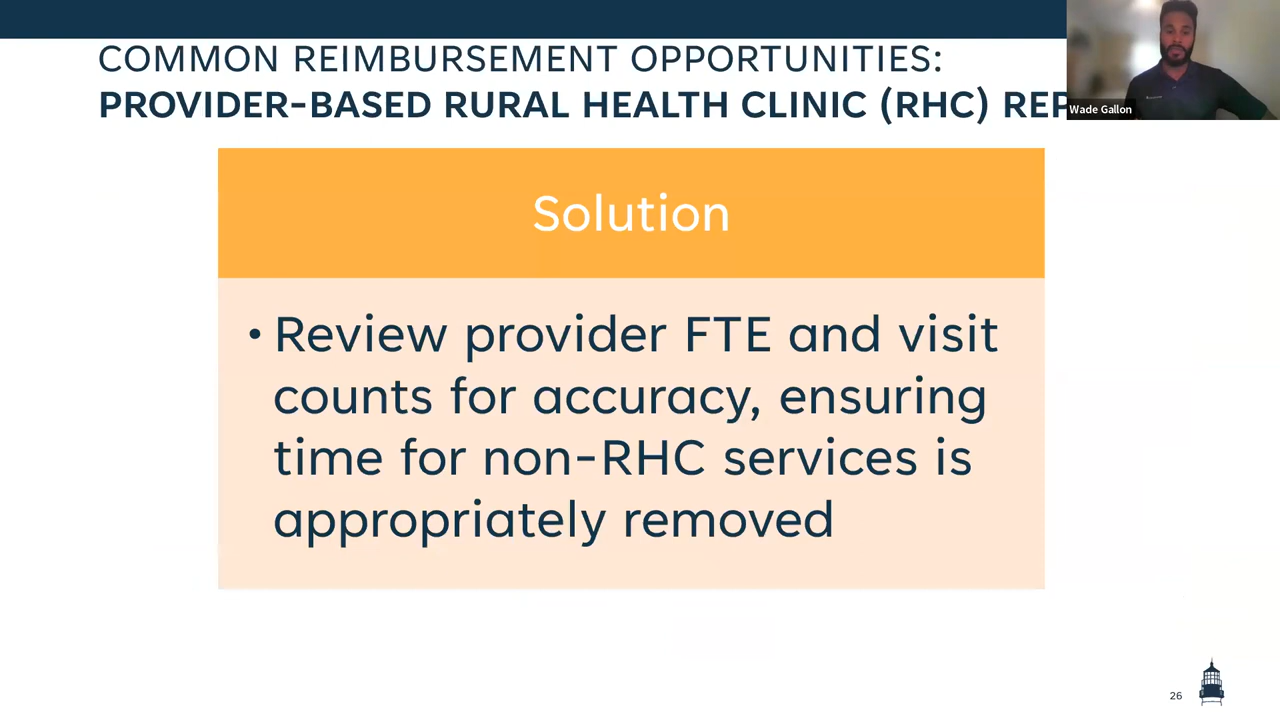 COMMON REIMBURSEMENT OPPORTUNITIES:
PROVIDER-BASED RURAL HEALTH CLINIC (RHC)
Wade Gallon
Solution
• Review provider FTE and visit
counts for accuracy, ensuring
time for non-RHC services is
appropriately removed
26